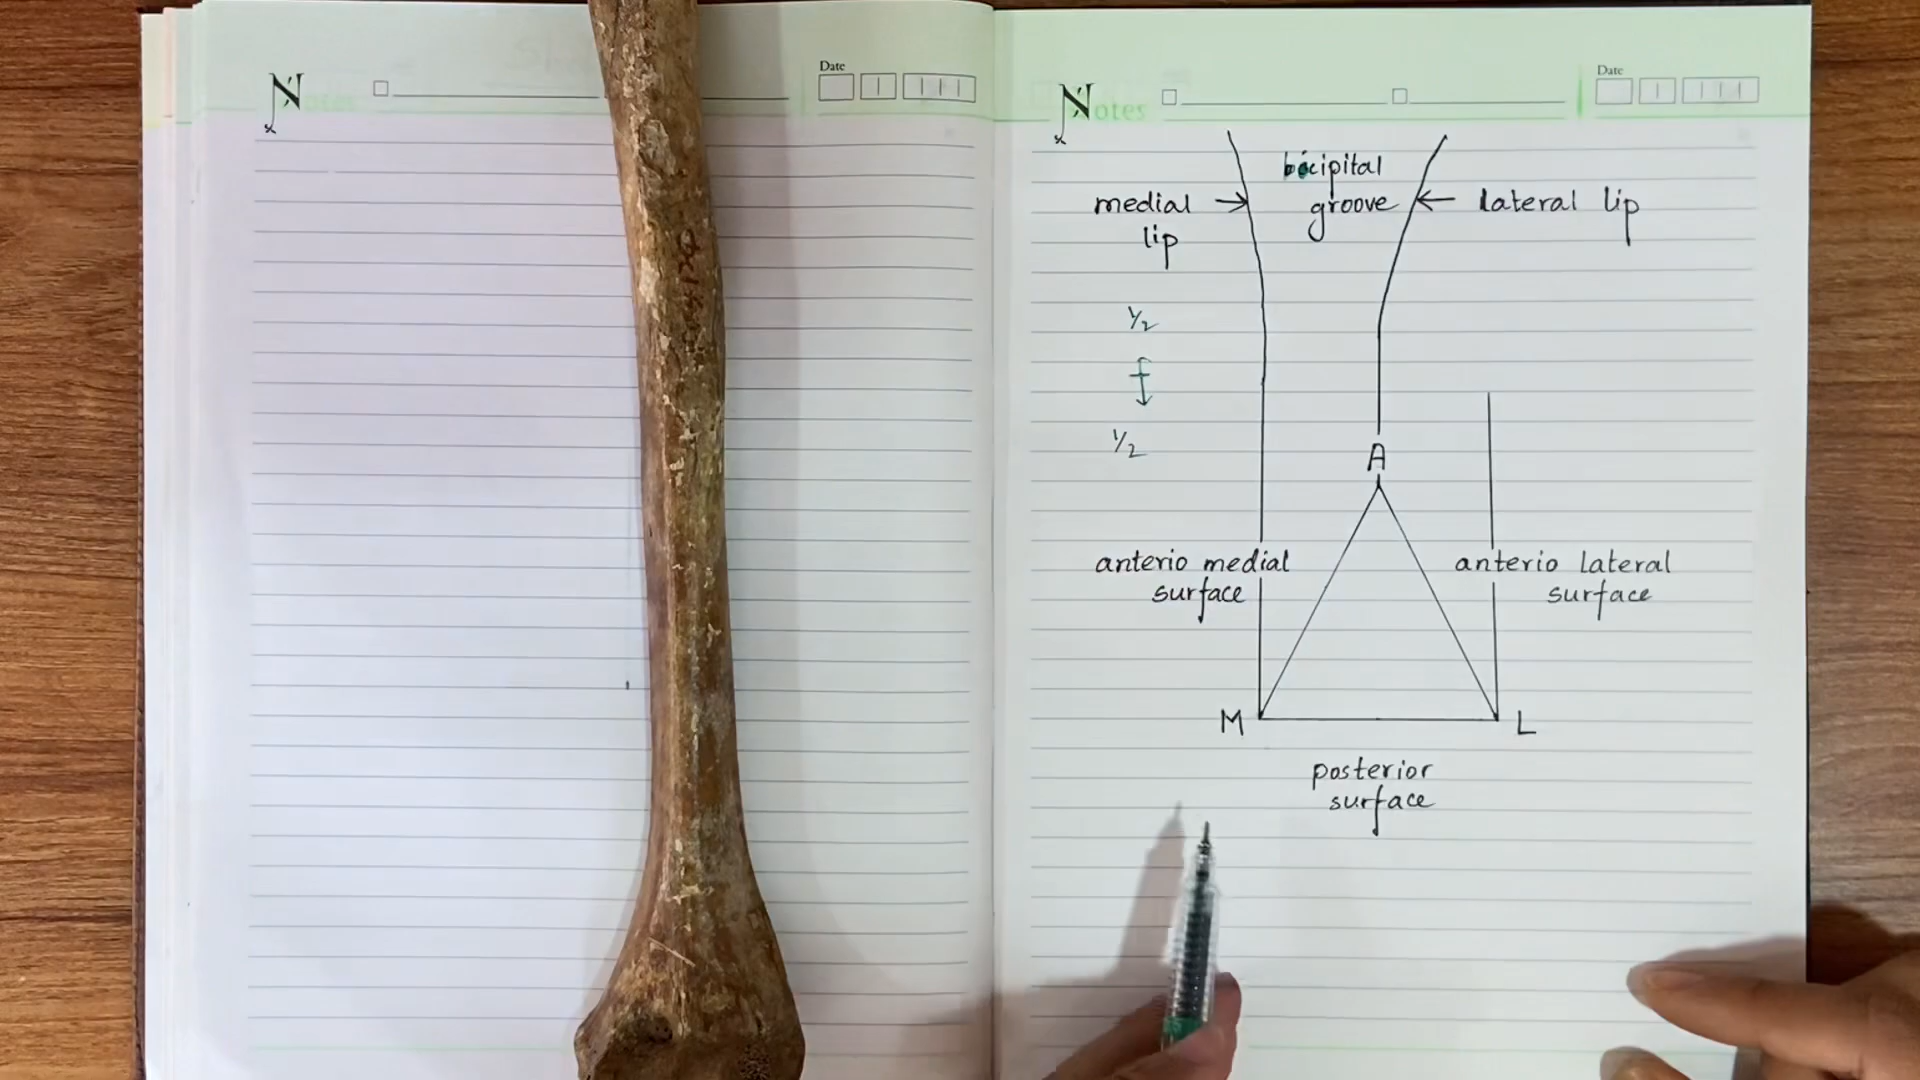 Notes
Date
Notes
Date
bicipital
groove
medial
lip
lateral lip
1/2
f
1/2
A
anterio medial
surface
anterio lateral
surface
M
L
posterior
surface